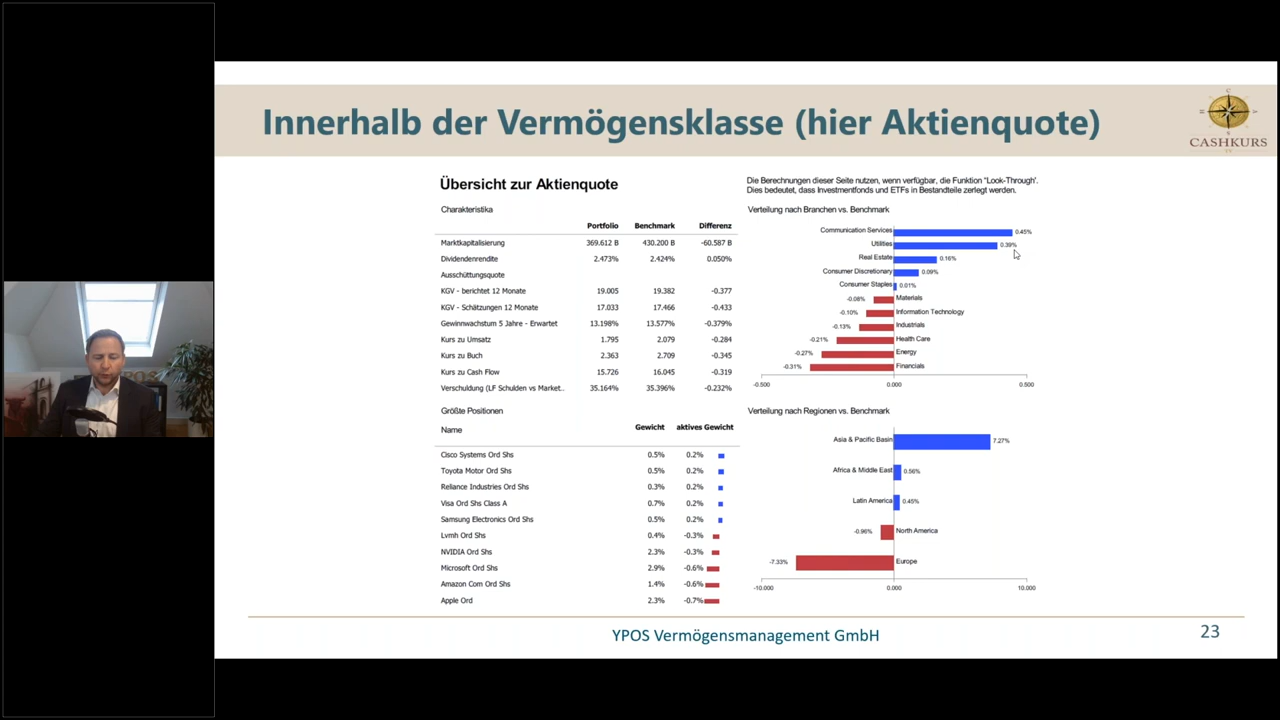 Innerhalb der Vermögensklasse (hier Aktienquote)
CASHKURS
Übersicht zur Aktienquote
Die Berechnungen dieser Seite nutzen, wenn verfügbar, die Funktion "Look-Through'.
Dies bedeutet, dass Investmentfonds und ETFs in Bestandteile zerlegt werden.
Charakteristika
Portfolio Benchmark Differenz
Marktkapitalisierung 369.612 B 430.200 B -60.587 B
Dividendenrendite 2.473% 2.424% 0.050%
Ausschüttungsquote
KGV - berichtet 12 Monate 19.005 19.382 -0.377
KGV - Schätzungen 12 Monate 17.033 17.466 -0.433
Gewinnwachstum 5 Jahre - Erwartet 13.198% 13.577% -0.379%
Kurs zu Umsatz 1.795 2.079 -0.284
Kurs zu Buch 2.363 2.709 -0.345
Kurs zu Cash Flow 15.726 16.045 -0.319
Verschuldung (LF Schulden vs Market.. 35.164% 35.396% -0.232%
Verteilung nach Branchen vs. Benchmark
Communication Services 0.45%
Utilities 0.39%
Real Estate 0.16%
Consumer Discretionary 0.09%
Consumer Staples 0.01%
-0.08% Materials
-0.10% Information Technology
-0.13% Industrials
-0.21% Health Care
-0.27% Energy
-0.31% Financials
-0.500 0.000 0.500
Größte Positionen
Name Gewicht aktives Gewicht
Cisco Systems Ord Shs 0.5% 0.2%
Toyota Motor Ord Shs 0.5% 0.2%
Reliance Industries Ord Shs 0.3% 0.2%
Visa Ord Shs Class A 0.7% 0.2%
Samsung Electronics Ord Shs 0.5% 0.2%
Lvmh Ord Shs 0.4% -0.3%
NVIDIA Ord Shs 2.3% -0.3%
Microsoft Ord Shs 2.9% -0.6%
Amazon Com Ord Shs 1.4% -0.6%
Apple Ord 2.3% -0.7%
Verteilung nach Regionen vs. Benchmark
Asia & Pacific Basin 7.27%
Africa & Middle East 0.56%
Latin America 0.45%
-0.96% North America
-7.33% Europe
-10.000 0.000 10.000
YPOS Vermögensmanagement GmbH
23